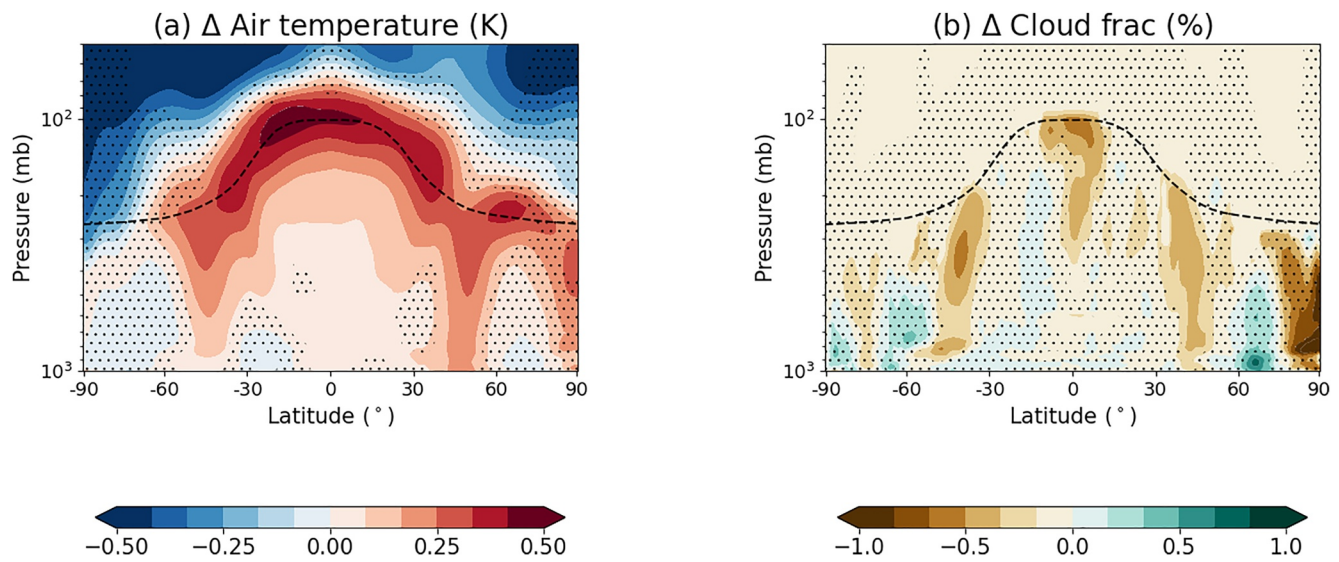 (a) Δ Air temperature (K)
(b) Δ Cloud frac (%)
Pressure (mb)
10²
10³
-90 -60 -30 0 30 60 90
Latitude (°)
−0.50 −0.25 0.00 0.25 0.50
Pressure (mb)
10²
10³
-90 -60 -30 0 30 60 90
Latitude (°)
−1.0 −0.5 0.0 0.5 1.0